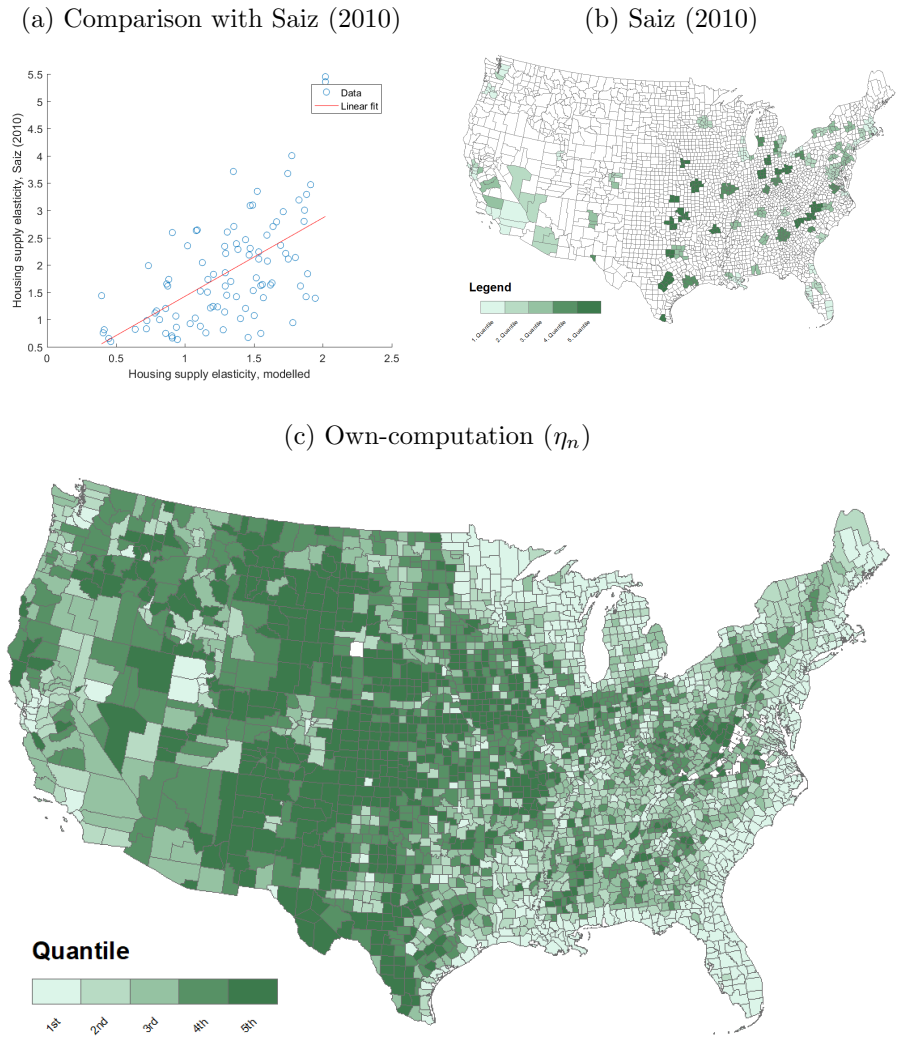 (a) Comparison with Saiz (2010)
5.5
5
4.5
4
3.5
3
2.5
2
1.5
1
0.5
0
0.5
1
1.5
2
2.5
Housing supply elasticity, Saiz (2010)
Housing supply elasticity, modelled
Data
Linear fit
(b) Saiz (2010)
Legend
1. Quantile
2. Quantile
3. Quantile
4. Quantile
5. Quantile
(c) Own-computation (ηₙ)
Quantile
1st
2nd
3rd
4th
5th